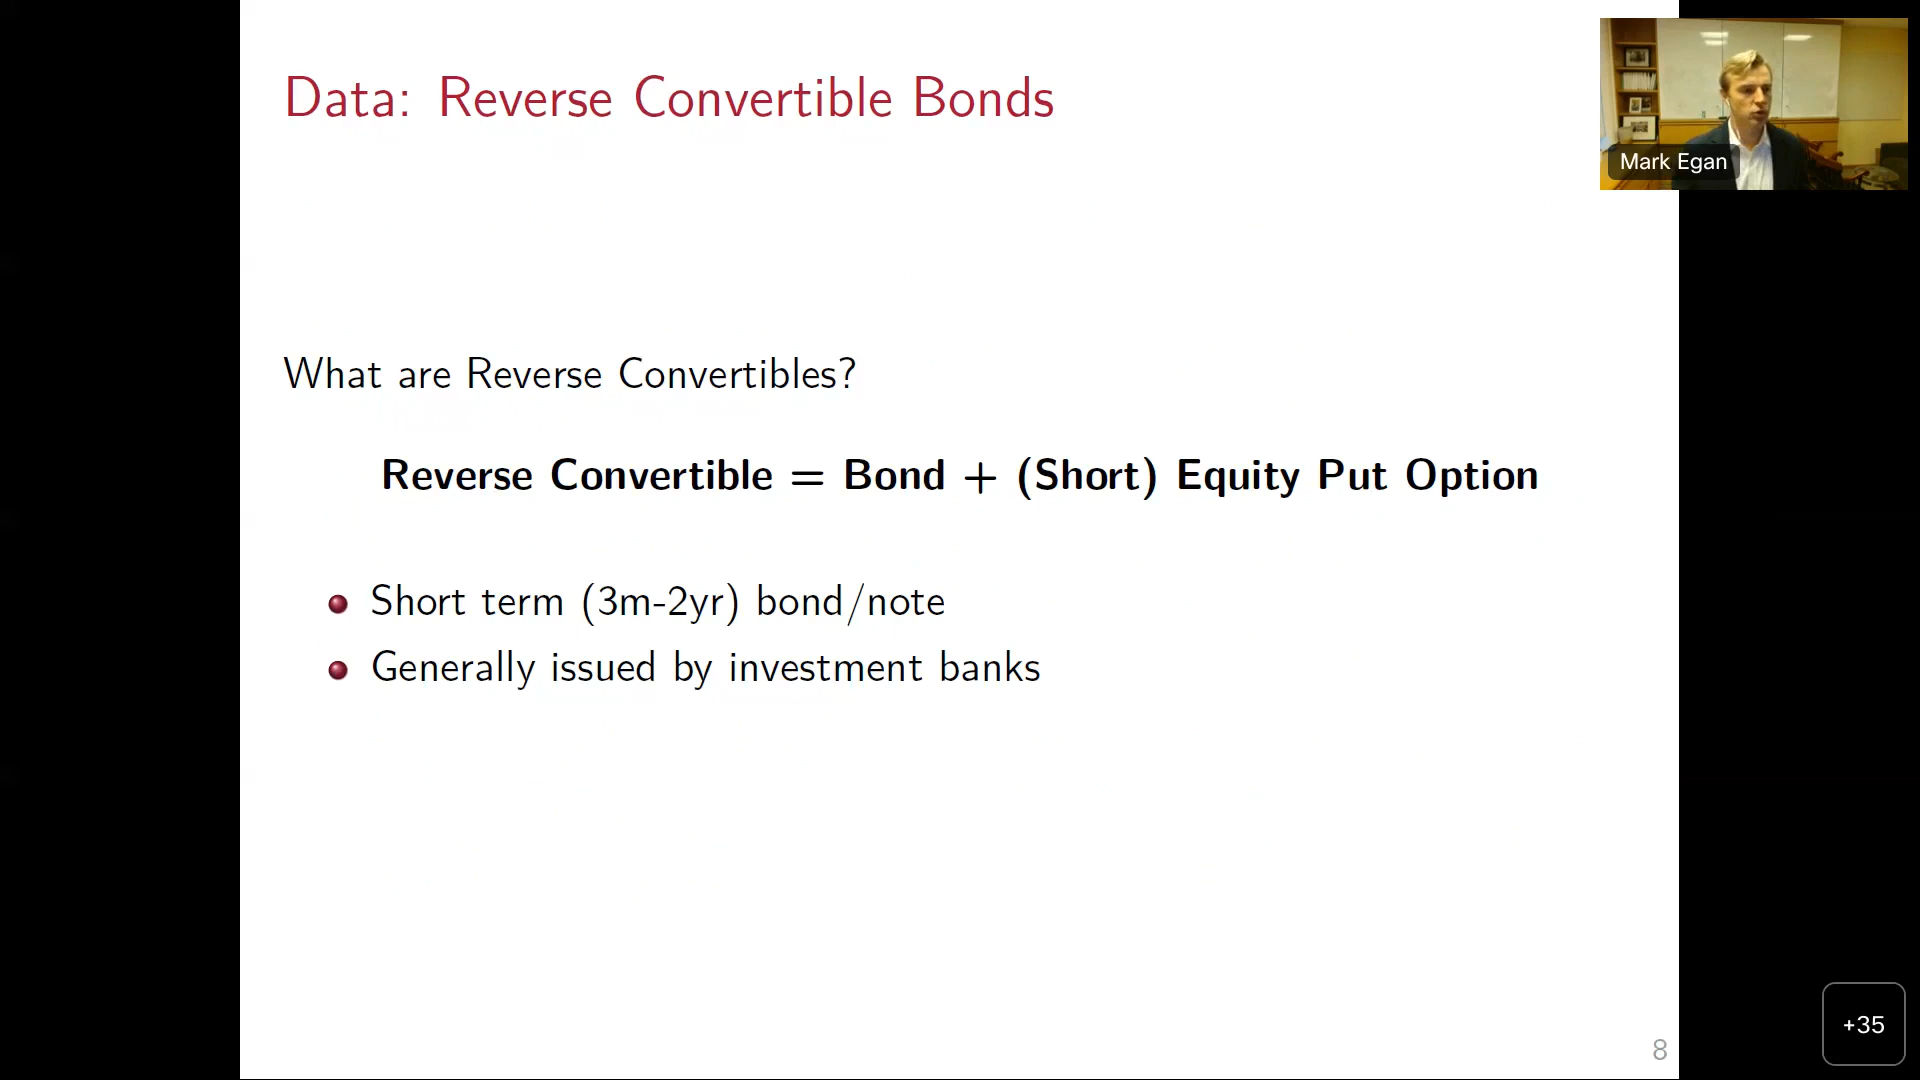 Data: Reverse Convertible Bonds
Mark Egan
What are Reverse Convertibles?
Reverse Convertible = Bond + (Short) Equity Put Option
Short term (3m-2yr) bond/note
Generally issued by investment banks
+35
8